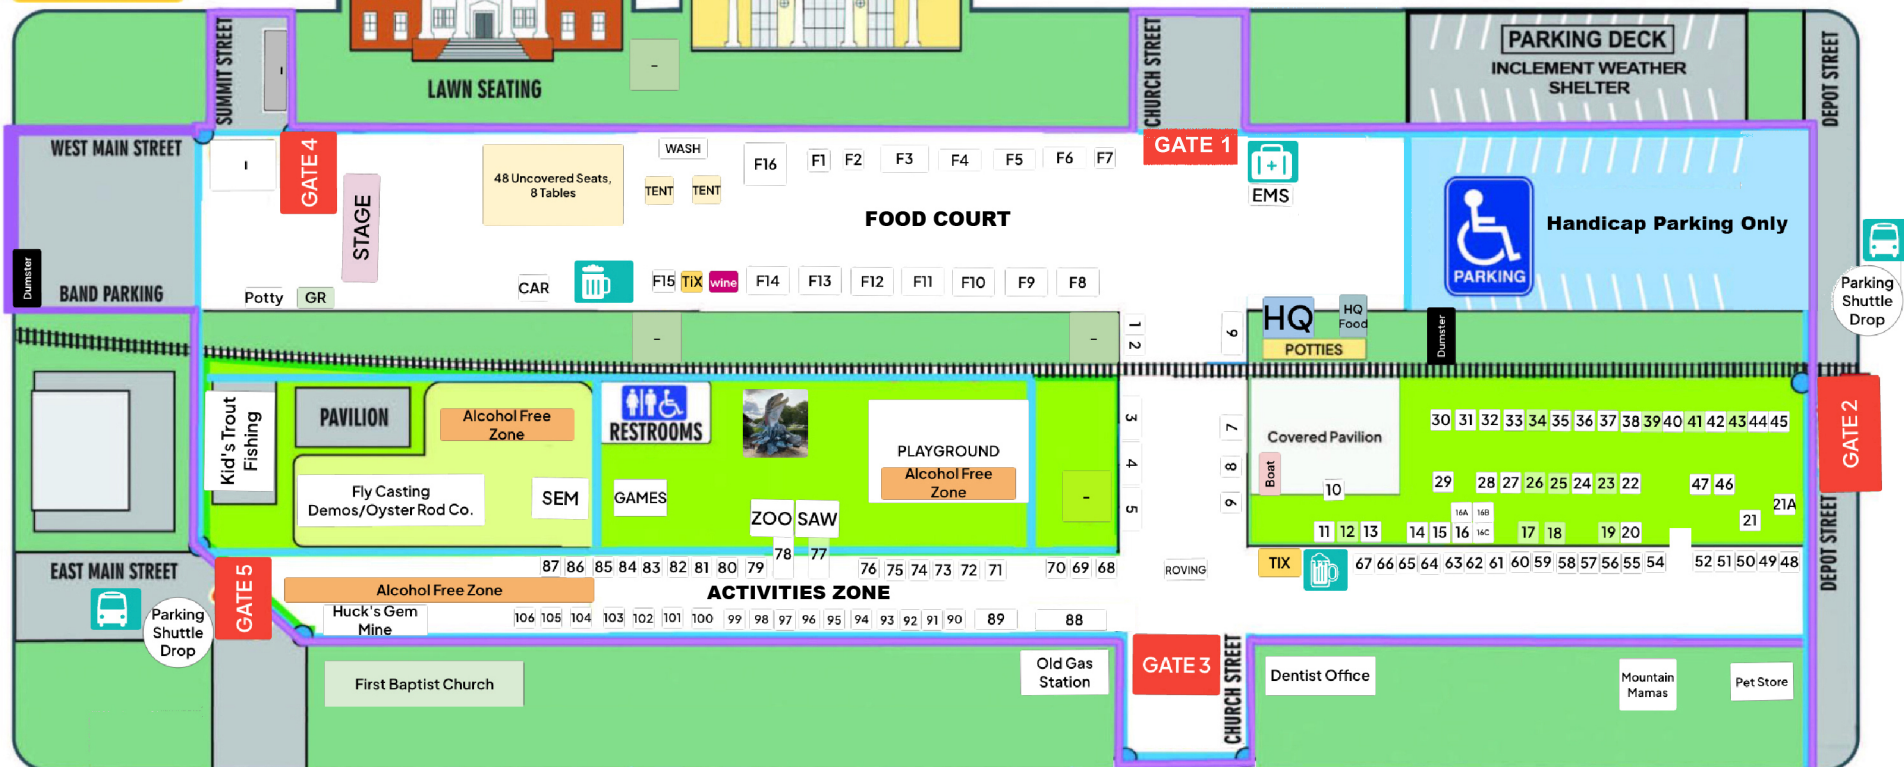 SUMMIT STREET
I
LAWN SEATING
-
CHURCH STREET
PARKING DECK
INCLEMENT WEATHER
SHELTER
DEPOT STREET
WEST MAIN STREET
I
GATE 4
STAGE
48 Uncovered Seats,
8 Tables
WASH
TENT
TENT
F16
F1
F2
F3
F4
F5
F6
F7
GATE 1
EMS
FOOD COURT
PARKING
Handicap Parking Only
Parking
Shuttle
Drop
Dumster
BAND PARKING
Potty
GR
CAR
F15
TiX
wine
F14
F13
F12
F11
F10
F9
F8
-
-
1
2
6
HQ
HQ
Food
POTTIES
Dumster
Kid's Trout
Fishing
PAVILION
Alcohol Free
Zone
RESTROOMS
PLAYGROUND
Alcohol Free
Zone
Fly Casting
Demos/Oyster Rod Co.
SEM
GAMES
ZOO
SAW
78
77
-
3
4
5
7
8
9
Covered Pavilion
Boat
10
30 31 32 33 34 35 36 37 38 39 40 41 42 43 44 45
29 28 27 26 25 24 23 22 47 46
16A 16B
21A
11 12 13 14 15 16 16C 17 18 19 20 21
GATE 2
DEPOT STREET
EAST MAIN STREET
Parking
Shuttle
Drop
GATE 5
87 86 85 84 83 82 81 80 79 76 75 74 73 72 71 70 69 68
ROVING
TIX
67 66 65 64 63 62 61 60 59 58 57 56 55 54 52 51 50 49 48
Alcohol Free Zone
ACTIVITIES ZONE
Huck's Gem
Mine
106 105 104 103 102 101 100 99 98 97 96 95 94 93 92 91 90 89 88
First Baptist Church
Old Gas
Station
GATE 3
CHURCH STREET
Dentist Office
Mountain
Mamas
Pet Store